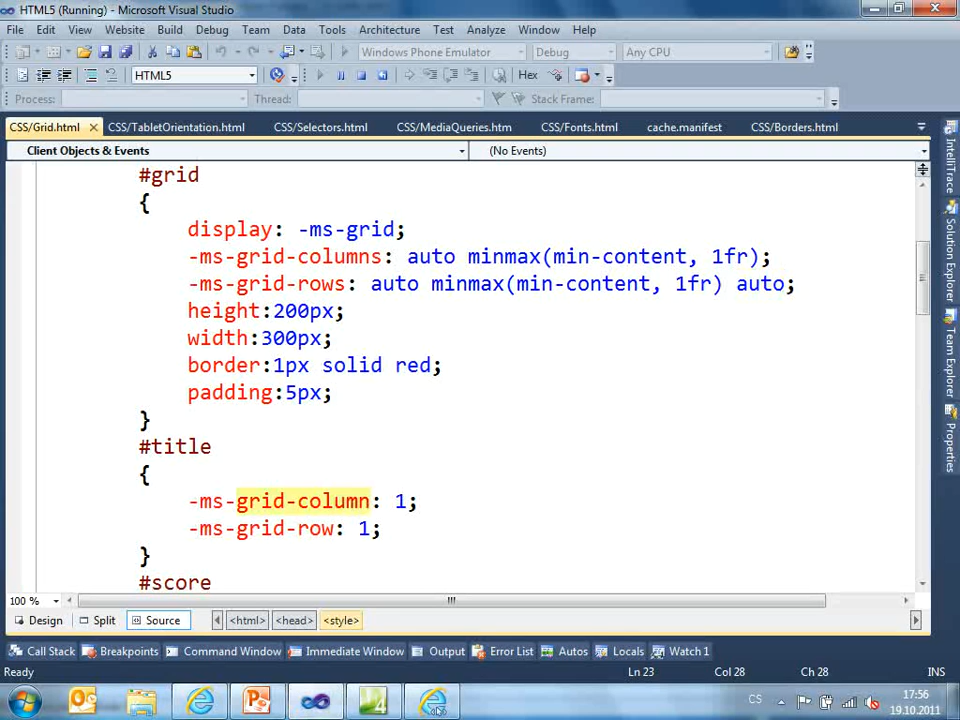 HTML5 (Running) - Microsoft Visual Studio
File Edit View Website Build Debug Team Data Tools Architecture Test Analyze Window Help
Windows Phone Emulator Debug Any CPU
HTML5 Hex
Process: Thread: Stack Frame:
CSS/Grid.html CSS/TabletOrientation.html CSS/Selectors.html CSS/MediaQueries.htm CSS/Fonts.html cache.manifest CSS/Borders.html
Client Objects & Events (No Events)
#grid
{
display: -ms-grid;
-ms-grid-columns: auto minmax(min-content, 1fr);
-ms-grid-rows: auto minmax(min-content, 1fr) auto;
height:200px;
width:300px;
border:1px solid red;
padding:5px;
}
#title
{
-ms-grid-column: 1;
-ms-grid-row: 1;
}
#score
IntelliTrace
Solution Explorer
Team Explorer
Properties
100 %
Design Split Source <html> <head> <style>
Call Stack Breakpoints Command Window Immediate Window Output Error List Autos Locals Watch 1
Ready Ln 23 Col 28 Ch 28 INS
CS 17:56
19.10.2011